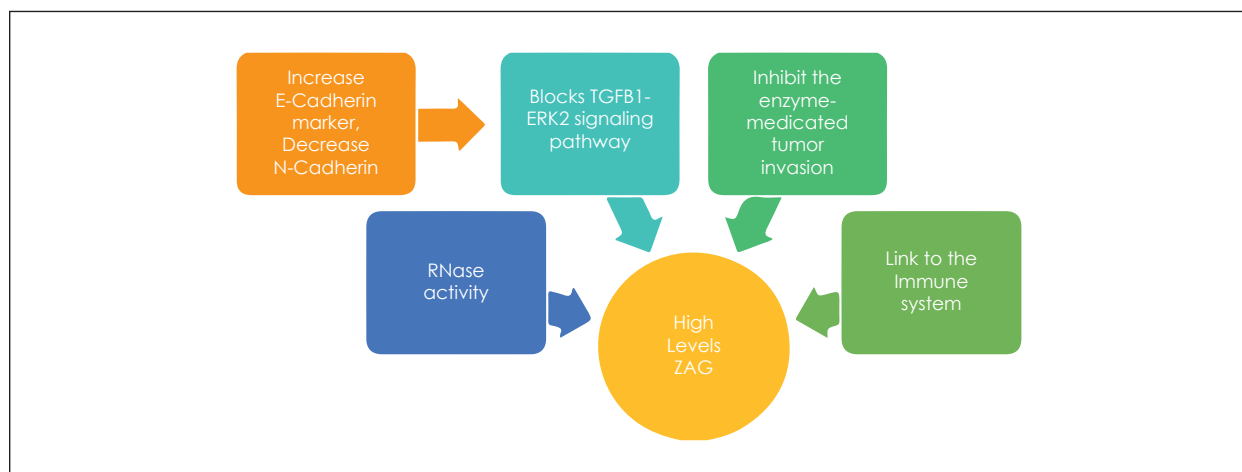 Increase
E-Cadherin
marker,
Decrease
N-Cadherin
Blocks TGFB1-
ERK2 signaling
pathway
Inhibit the
enzyme-
medicated
tumor
invasion
RNase
activity
Link to the
Immune
system
High
Levels
ZAG